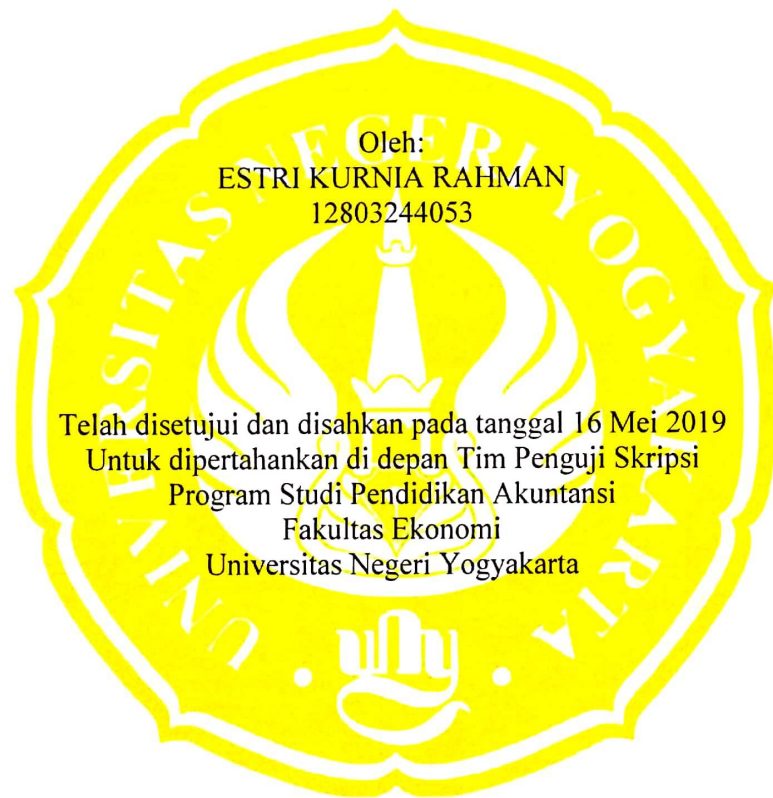 Oleh:
ESTRI KURNIA RAHMAN
12803244053
Telah disetujui dan disahkan pada tanggal 16 Mei 2019
Untuk dipertahankan di depan Tim Penguji Skripsi
Program Studi Pendidikan Akuntansi
Fakultas Ekonomi
Universitas Negeri Yogyakarta
UNIVERSITAS NEGERI YOGYAKARTA
uny